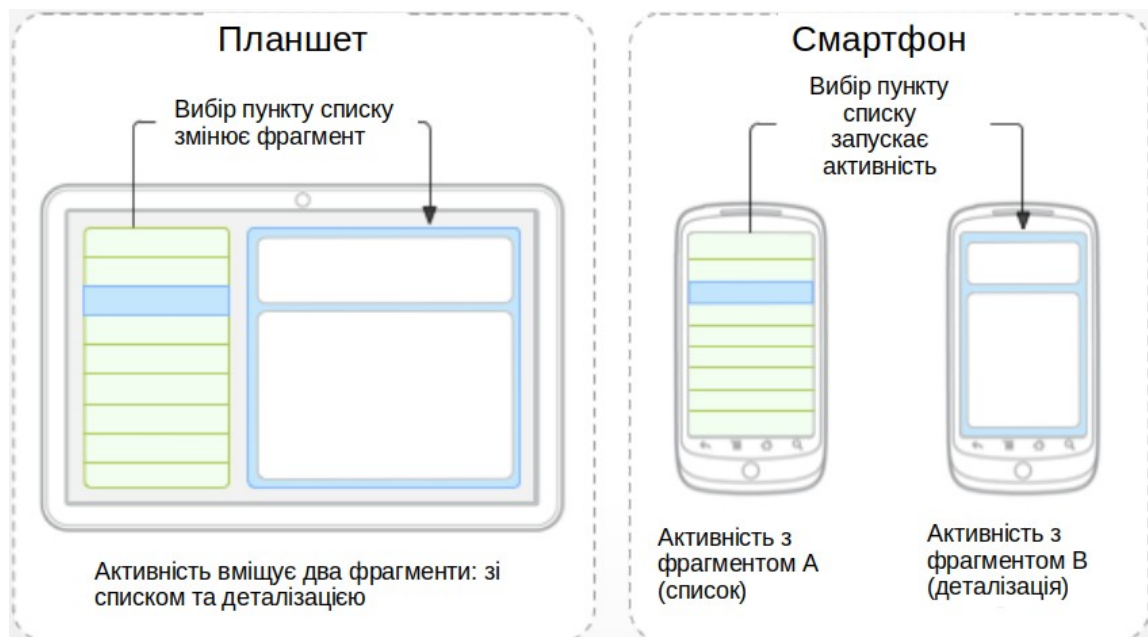 Планшет
Вибір пункту списку
змінює фрагмент
Активність вміщує два фрагменти: зі
списком та деталізацією
Смартфон
Вибір пункту
списку
запускає
активність
Активність з
фрагментом А
(список)
Активність з
фрагментом В
(деталізація)